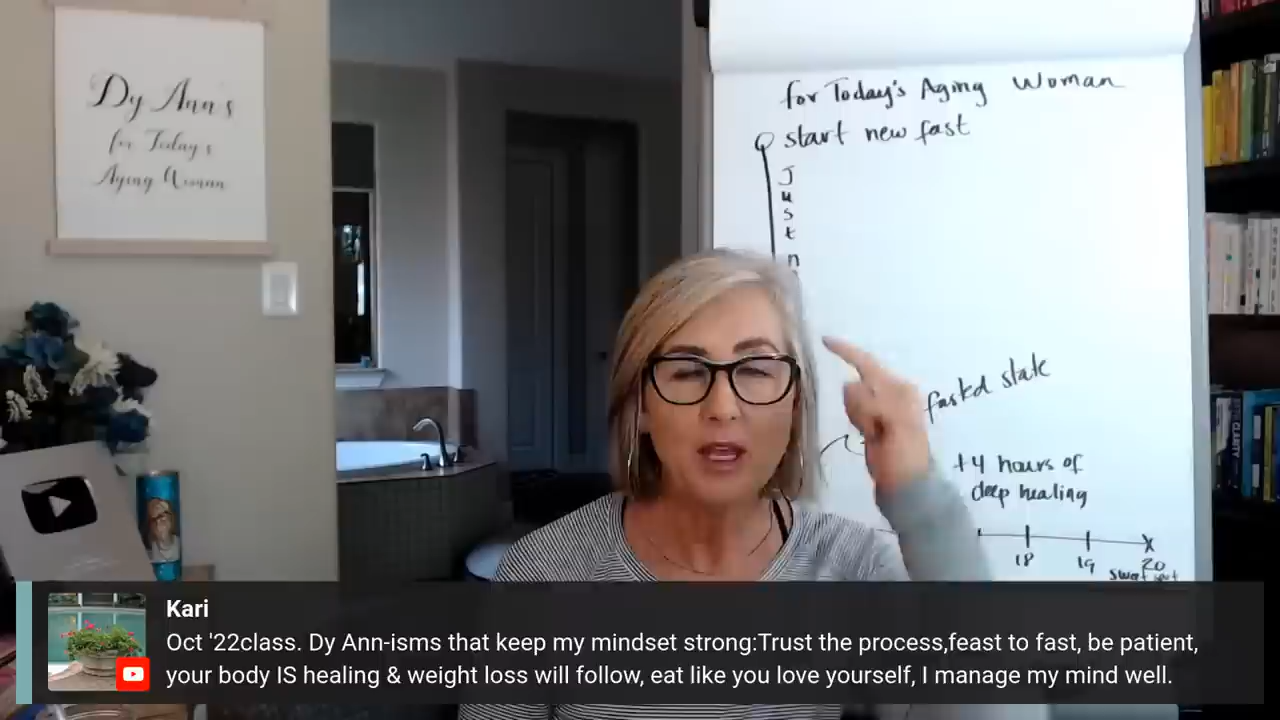 Dy Ann's
for Today's
Aging Woman
for Today's Aging Woman
start new fast
J
u
s
t
n
fasted state
+4 hours of
deep healing
18 19 20
CLARITY
Kari
Oct '22class. Dy Ann-isms that keep my mindset strong:Trust the process,feast to fast, be patient,
your body IS healing & weight loss will follow, eat like you love yourself, I manage my mind well.